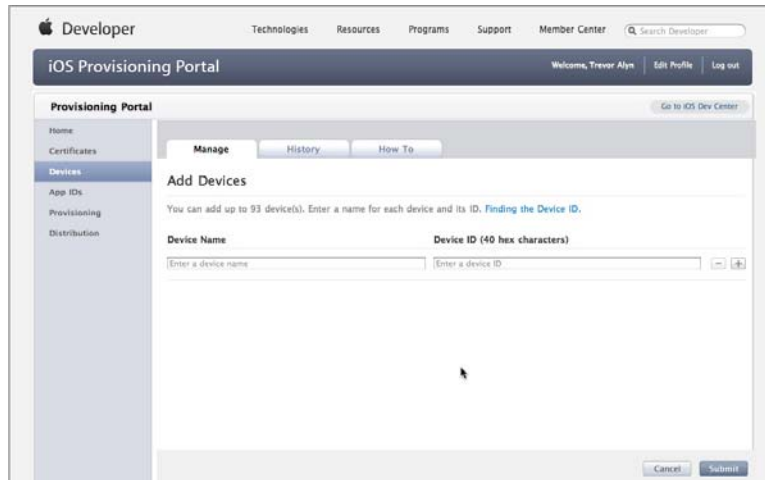 Developer
Technologies Resources Programs Support Member Center Search Developer
iOS Provisioning Portal
Welcome, Trevor Alyn Edit Profile Log out
Provisioning Portal
Go to iOS Dev Center
Home
Certificates
Devices
App IDs
Provisioning
Distribution
Manage History How To
Add Devices
You can add up to 93 device(s). Enter a name for each device and its ID. Finding the Device ID.
Device Name Device ID (40 hex characters)
Enter a device name Enter a device ID
Cancel Submit